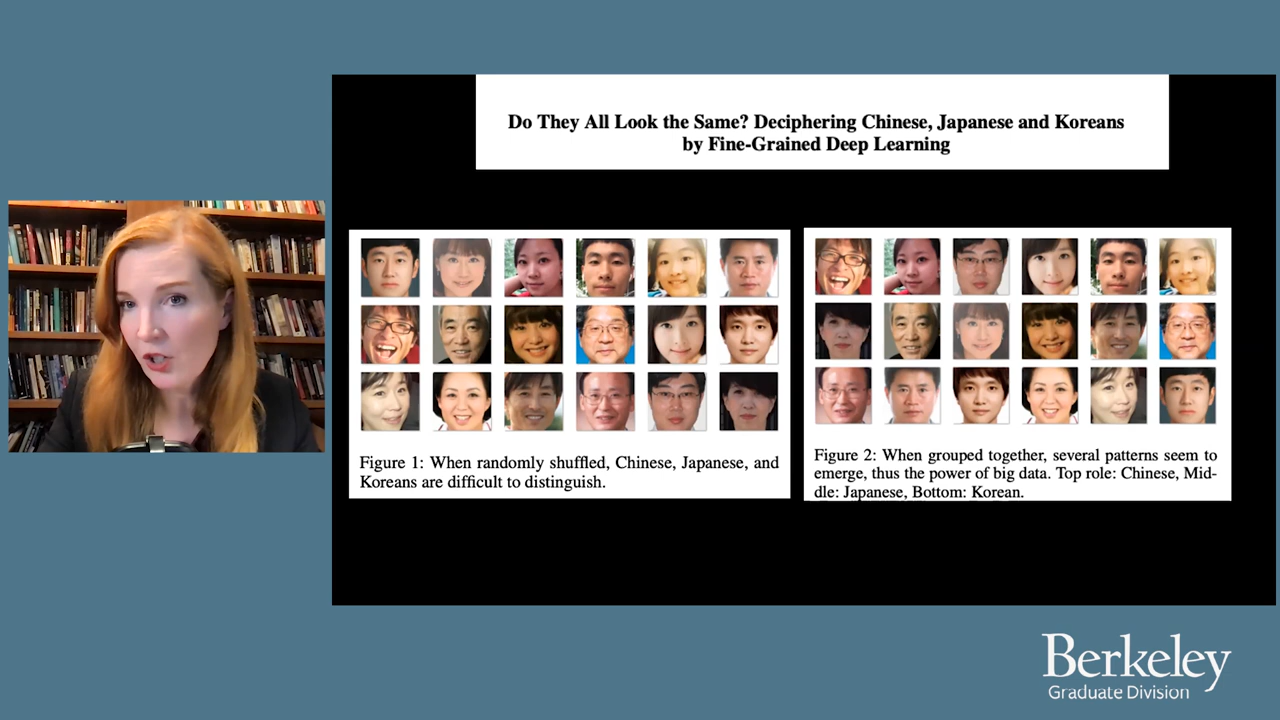 Do They All Look the Same? Deciphering Chinese, Japanese and Koreans
by Fine-Grained Deep Learning
Figure 1: When randomly shuffled, Chinese, Japanese, and
Koreans are difficult to distinguish.
Figure 2: When grouped together, several patterns seem to
emerge, thus the power of big data. Top role: Chinese, Mid-
dle: Japanese, Bottom: Korean.
Berkeley
Graduate Division